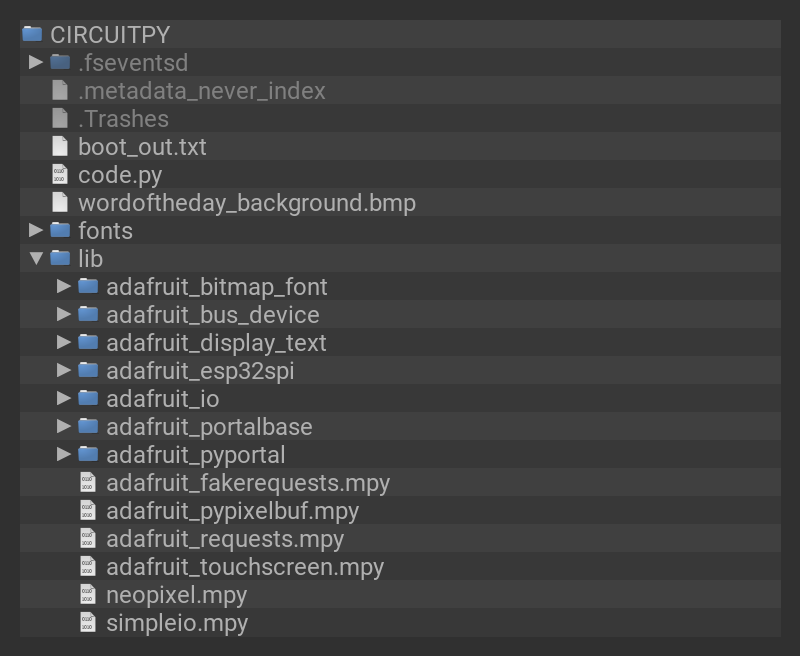 CIRCUITPY
.fseventsd
.metadata_never_index
.Trashes
boot_out.txt
code.py
wordoftheday_background.bmp
fonts
lib
adafruit_bitmap_font
adafruit_bus_device
adafruit_display_text
adafruit_esp32spi
adafruit_io
adafruit_portalbase
adafruit_pyportal
adafruit_fakerequests.mpy
adafruit_pypixelbuf.mpy
adafruit_requests.mpy
adafruit_touchscreen.mpy
neopixel.mpy
simpleio.mpy